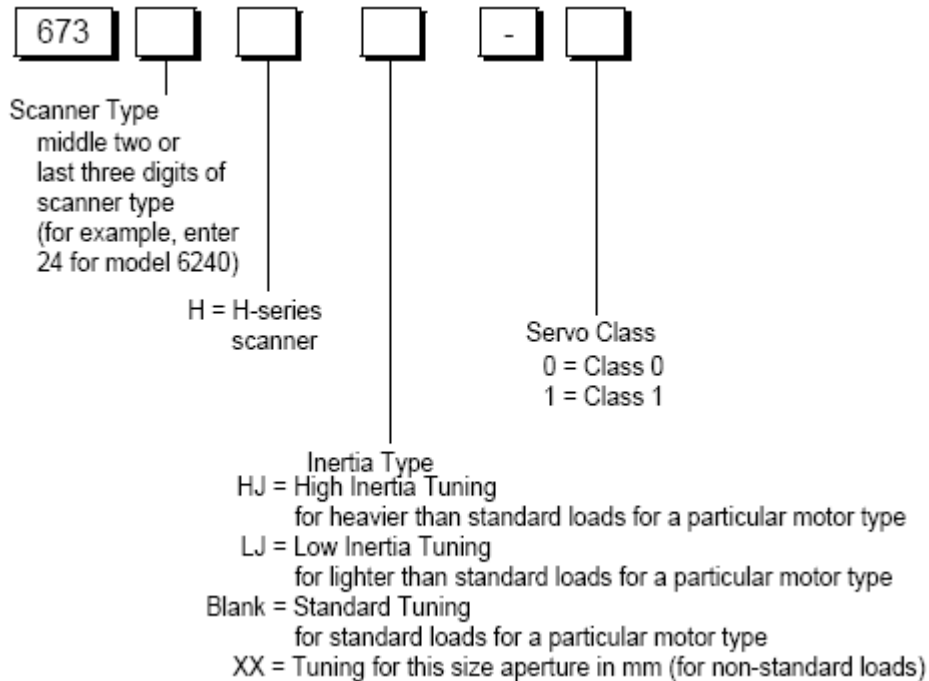 673
-
Scanner Type
middle two or
last three digits of
scanner type
(for example, enter
24 for model 6240)
H = H-series
scanner
Servo Class
0 = Class 0
1 = Class 1
Inertia Type
HJ = High Inertia Tuning
for heavier than standard loads for a particular motor type
LJ = Low Inertia Tuning
for lighter than standard loads for a particular motor type
Blank = Standard Tuning
for standard loads for a particular motor type
XX = Tuning for this size aperture in mm (for non-standard loads)